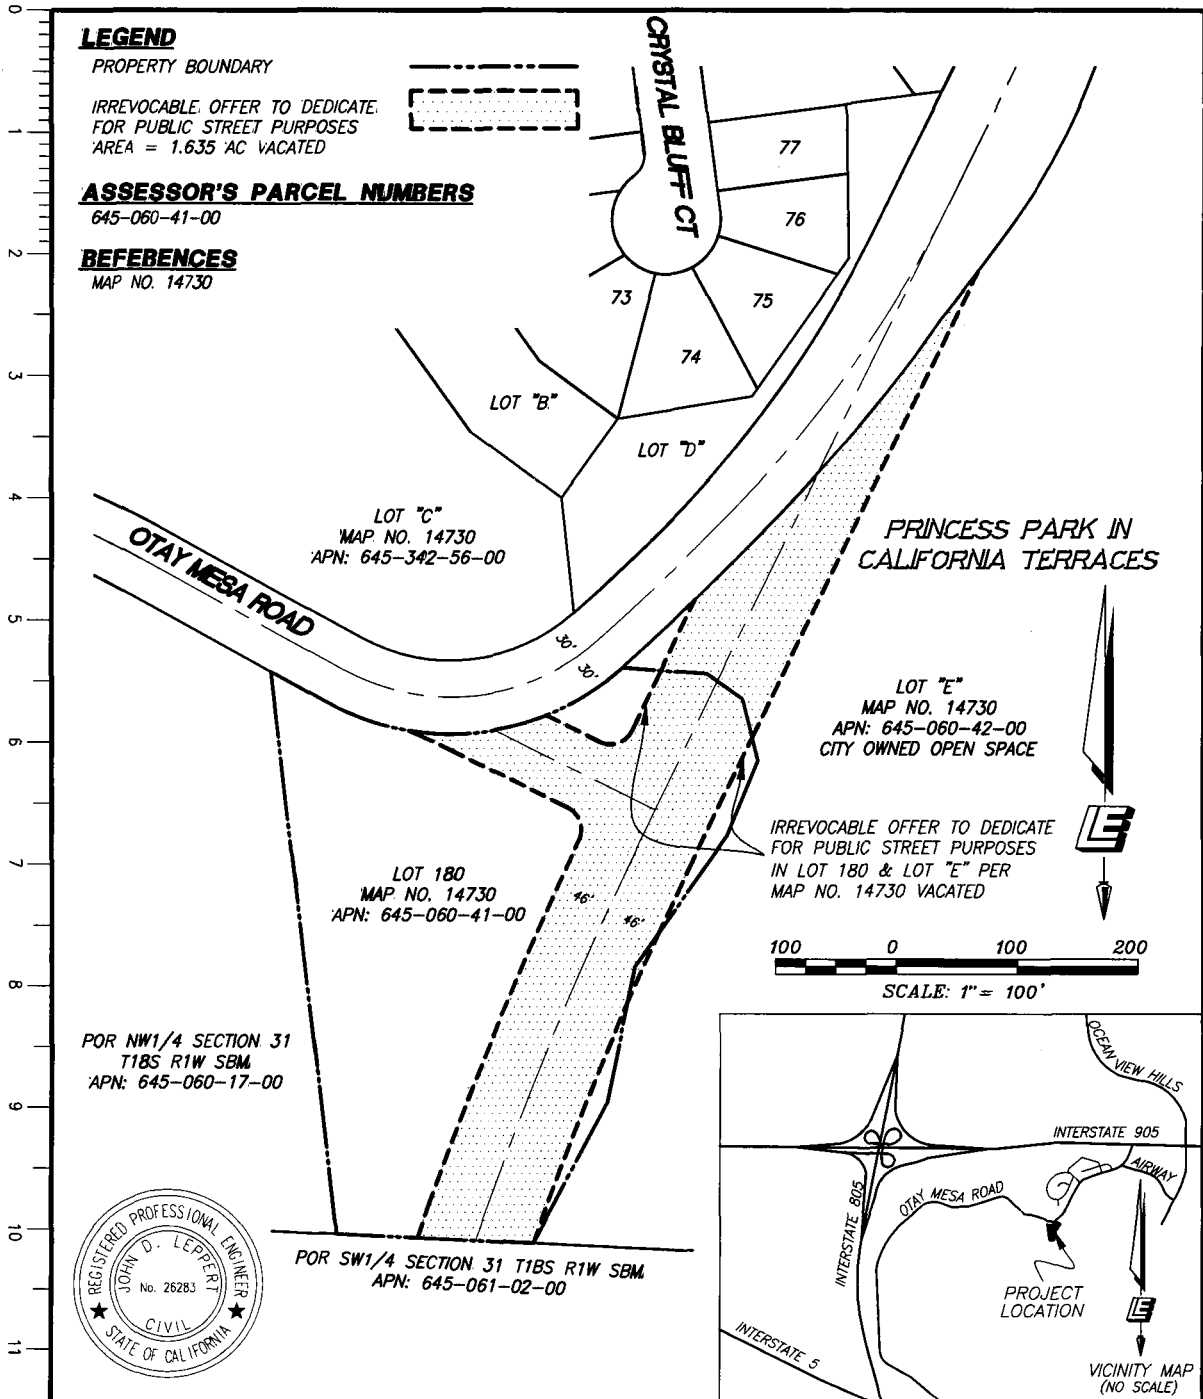 LEGEND
PROPERTY BOUNDARY
IRREVOCABLE OFFER TO DEDICATE
FOR PUBLIC STREET PURPOSES
AREA = 1.635 AC VACATED
ASSESSOR'S PARCEL NUMBERS
645-060-41-00
BEFEBENCES
MAP NO. 14730
CRYSTAL BLUFF CT
77
76
75
74
73
LOT "B"
LOT "D"
LOT "C"
MAP NO. 14730
APN: 645-342-56-00
OTAY MESA ROAD
30'
30'
PRINCESS PARK IN
CALIFORNIA TERRACES
LOT "E"
MAP NO. 14730
APN: 645-060-42-00
CITY OWNED OPEN SPACE
IRREVOCABLE OFFER TO DEDICATE
FOR PUBLIC STREET PURPOSES
IN LOT 180 & LOT "E" PER
MAP NO. 14730 VACATED
LE
LOT 180
MAP NO. 14730
APN: 645-060-41-00
46'
46'
100 0 100 200
SCALE: 1"= 100'
POR NW1/4 SECTION 31
T18S R1W SBM
APN: 645-060-17-00
POR SW1/4 SECTION 31 T18S R1W SBM
APN: 645-061-02-00
REGISTERED PROFESSIONAL ENGINEER
JOHN D. LEPPERT
No. 26283
CIVIL
STATE OF CALIFORNIA
OCEAN VIEW HILLS
INTERSTATE 905
AIRWAY
OTAY MESA ROAD
INTERSTATE 805
PROJECT
LOCATION
LE
INTERSTATE 5
VICINITY MAP
(NO SCALE)
0
1
2
3
4
5
6
7
8
9
10
11